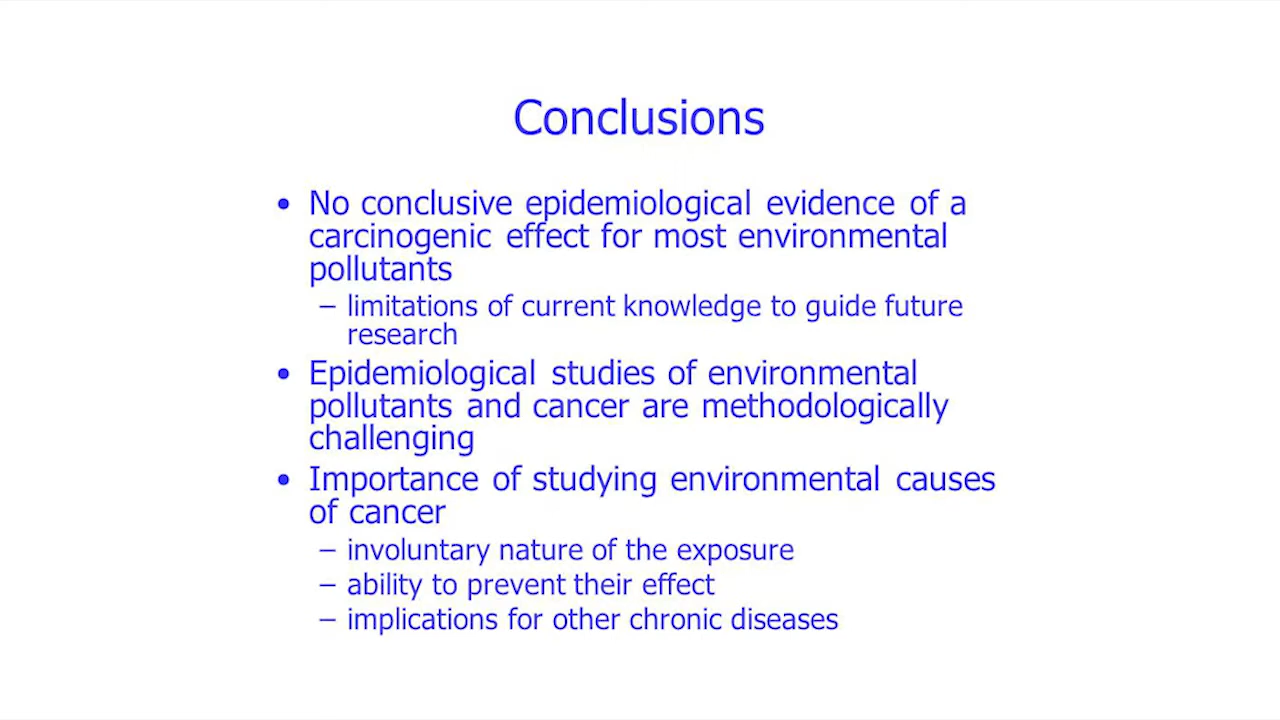 Conclusions
• No conclusive epidemiological evidence of a
carcinogenic effect for most environmental
pollutants
– limitations of current knowledge to guide future
research
• Epidemiological studies of environmental
pollutants and cancer are methodologically
challenging
• Importance of studying environmental causes
of cancer
– involuntary nature of the exposure
– ability to prevent their effect
– implications for other chronic diseases